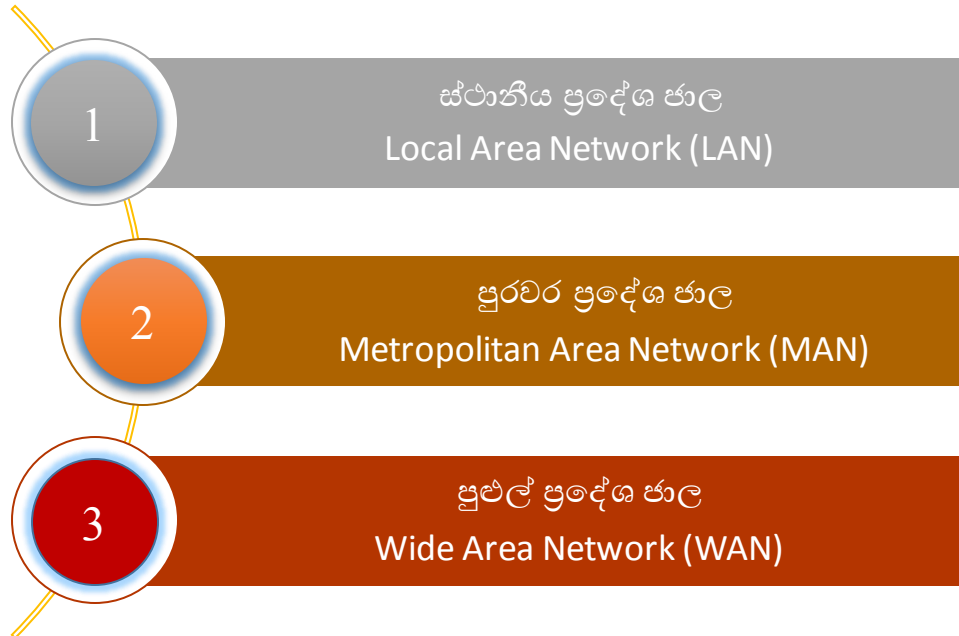 1
ස්ථානීය ප්‍රදේශ ජාල
Local Area Network (LAN)
2
පුරවර ප්‍රදේශ ජාල
Metropolitan Area Network (MAN)
3
පුළුල් ප්‍රදේශ ජාල
Wide Area Network (WAN)